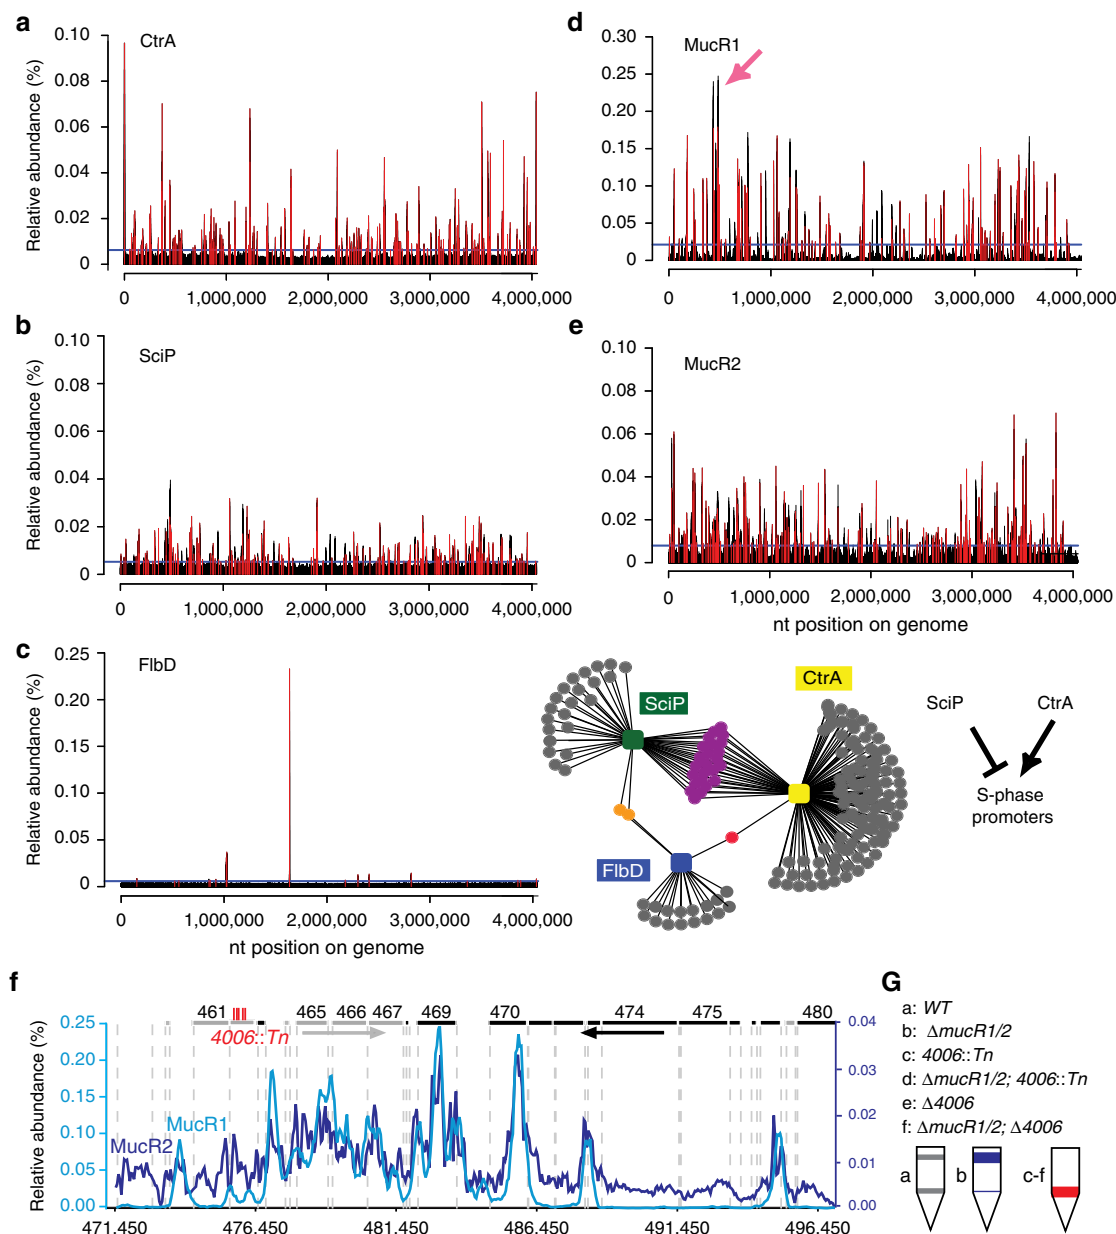 a
CtrA
Relative abundance (%)
0.10
0.08
0.06
0.04
0.02
0
0
1,000,000
2,000,000
3,000,000
4,000,000
b
SciP
Relative abundance (%)
0.10
0.08
0.06
0.04
0.02
0
0
1,000,000
2,000,000
3,000,000
4,000,000
c
FlbD
Relative abundance (%)
0.25
0.20
0.15
0.10
0.05
0
0
1,000,000
2,000,000
3,000,000
4,000,000
nt position on genome
d
MucR1
0.30
0.25
0.20
0.15
0.10
0.05
0
0
1,000,000
2,000,000
3,000,000
4,000,000
e
MucR2
0.10
0.08
0.06
0.04
0.02
0
0
1,000,000
2,000,000
3,000,000
4,000,000
nt position on genome
SciP
CtrA
FlbD
SciP
CtrA
S-phase
promoters
f
461
465
466
467
469
470
474
475
480
4006::Tn
Relative abundance (%)
0.25
0.20
0.15
0.10
0.05
0.00
MucR1
MucR2
0.04
0.03
0.02
0.01
0.00
471.450
476.450
481.450
486.450
491.450
496.450
G
a: WT
b: ΔmucR1/2
c: 4006::Tn
d: ΔmucR1/2; 4006::Tn
e: Δ4006
f: ΔmucR1/2; Δ4006
a
b
c-f